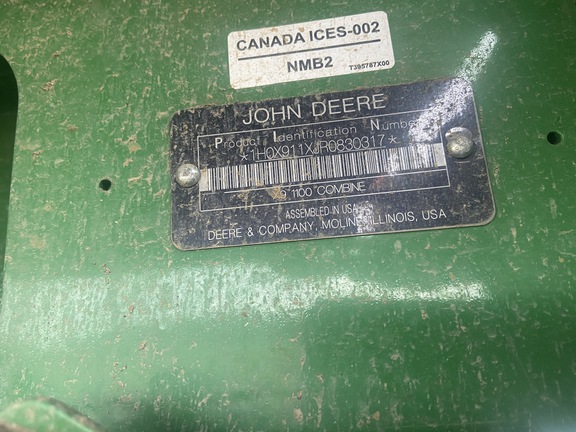 CANADA ICES-002
NMB2
T395787X00
JOHN DEERE
Product Identification Number
*1H0X911XJR0830317*
1100 COMBINE
ASSEMBLED IN USA
DEERE & COMPANY, MOLINE, ILLINOIS, USA